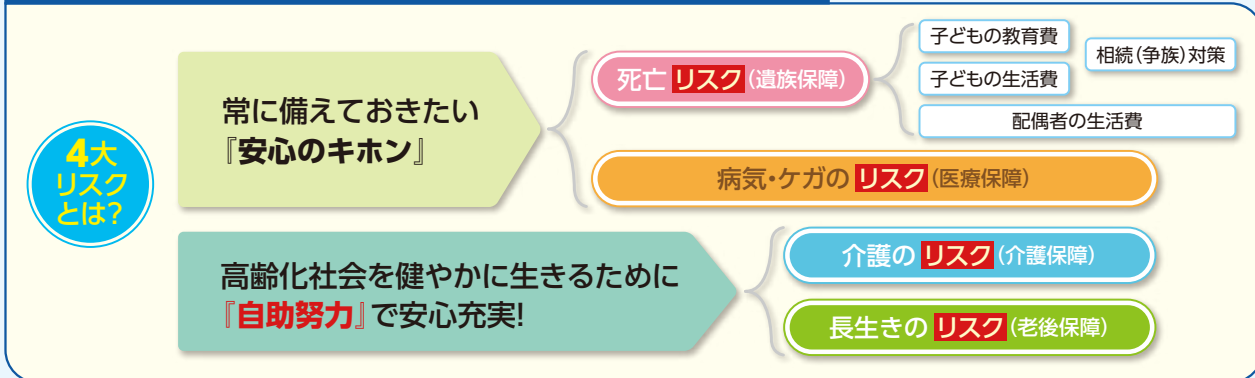 4大
リスク
とは?
常に備えておきたい
『安心のキホン』
死亡 リスク (遺族保障)
子どもの教育費
子どもの生活費
相続(争族)対策
配偶者の生活費
病気・ケガの リスク (医療保障)
高齢化社会を健やかに生きるために
『自助努力』で安心充実!
介護の リスク (介護保障)
長生きの リスク (老後保障)